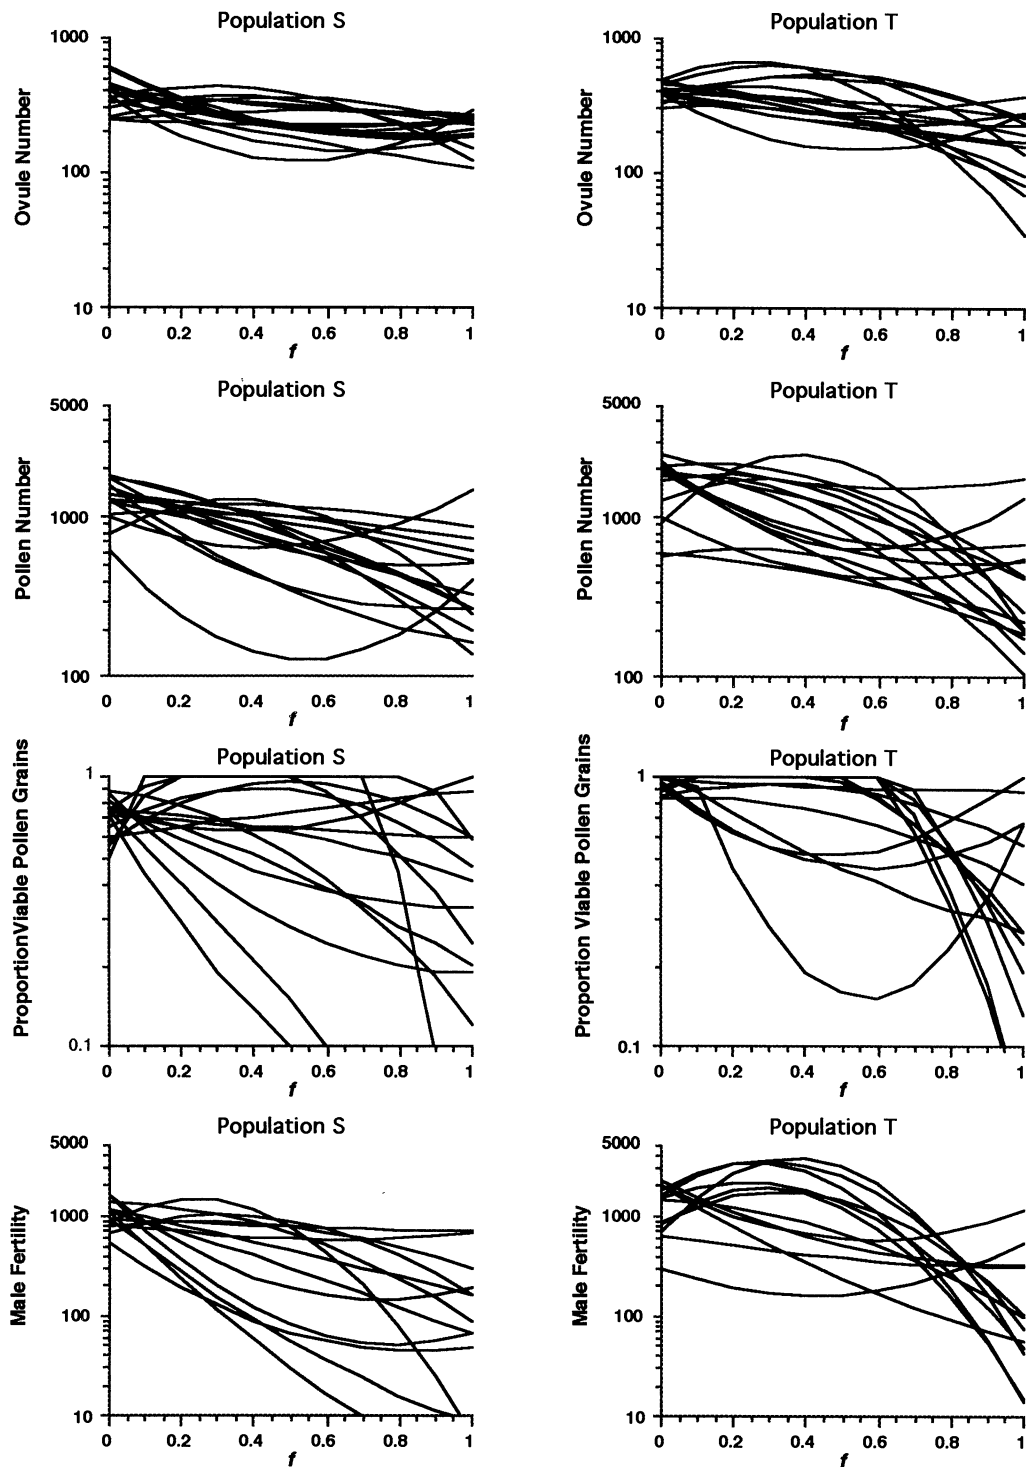 Population S
Ovule Number
1000
100
10
0 0.2 0.4 0.6 0.8 1
f
Population T
Ovule Number
1000
100
10
0 0.2 0.4 0.6 0.8 1
f
Population S
Pollen Number
5000
1000
100
0 0.2 0.4 0.6 0.8 1
f
Population T
Pollen Number
5000
1000
100
0 0.2 0.4 0.6 0.8 1
f
Population S
ProportionViable Pollen Grains
1
0.1
0 0.2 0.4 0.6 0.8 1
f
Population T
Proportion Viable Pollen Grains
1
0.1
0 0.2 0.4 0.6 0.8 1
f
Population S
Male Fertility
5000
1000
100
10
0 0.2 0.4 0.6 0.8 1
f
Population T
Male Fertility
5000
1000
100
10
0 0.2 0.4 0.6 0.8 1
f